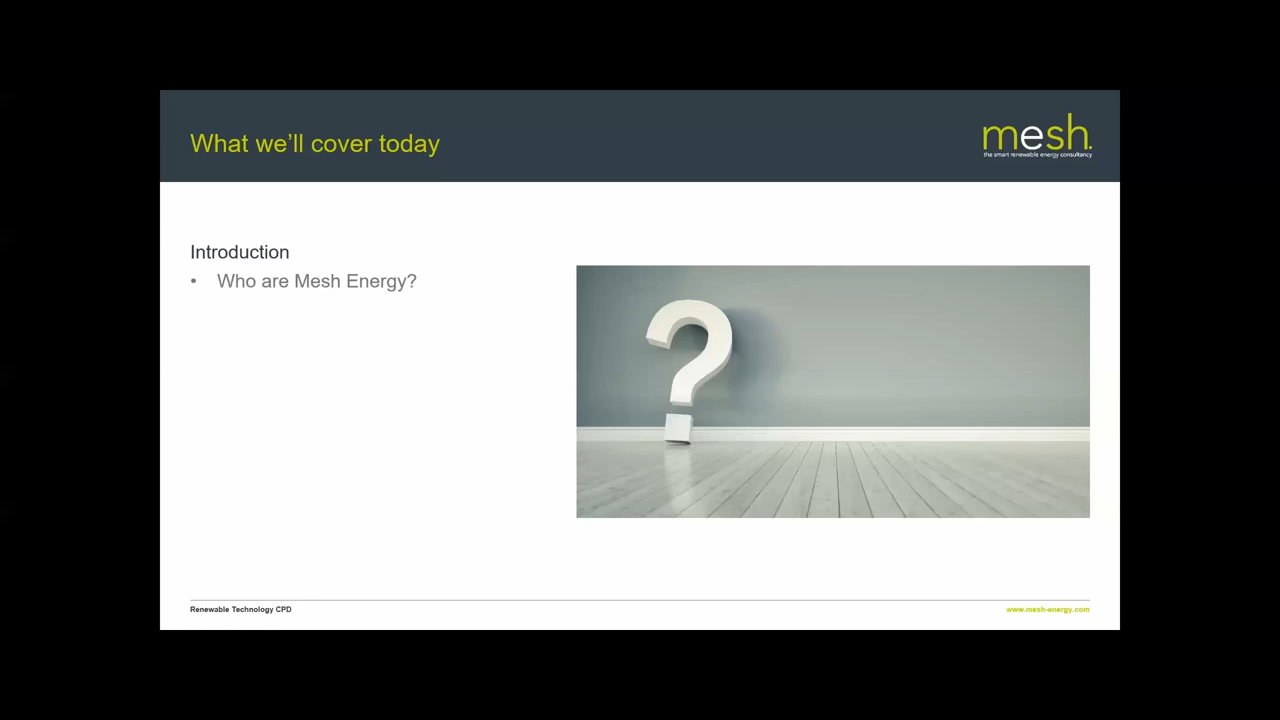 What we’ll cover today
mesh.
the smart renewable energy consultancy
Introduction
• Who are Mesh Energy?
Renewable Technology CPD
www.mesh-energy.com